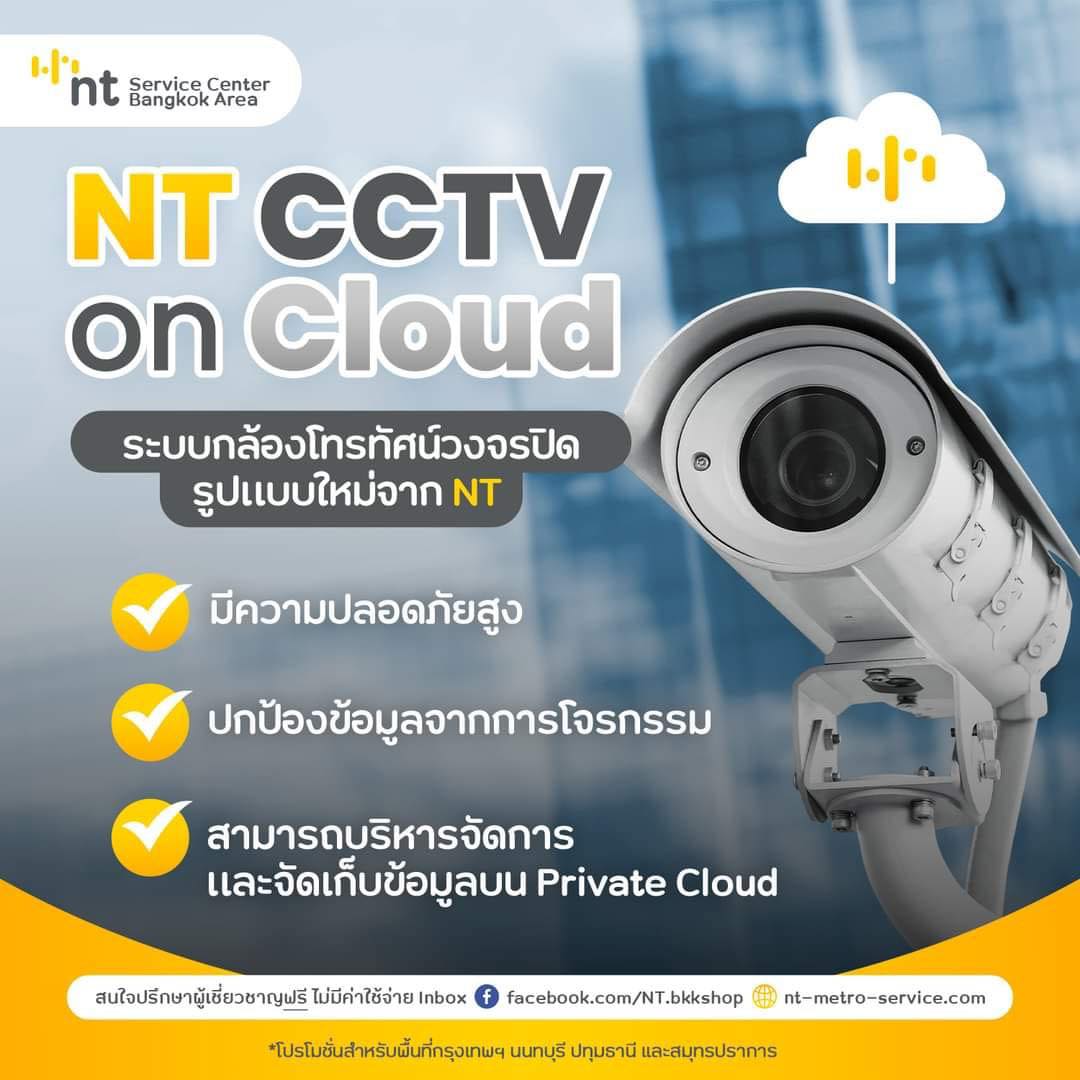 nt Service Center
Bangkok Area
NT CCTV
on Cloud
ระบบกล้องโทรทัศน์วงจรปิด
รูปแบบใหม่จาก NT
มีความปลอดภัยสูง
ปกป้องข้อมูลจากการโจรกรรม
สามารถบริหารจัดการ
และจัดเก็บข้อมูลบน Private Cloud
สนใจปรึกษาผู้เชี่ยวชาญฟรี ไม่มีค่าใช้จ่าย Inbox facebook.com/NT.bkkshop nt-metro-service.com
*โปรโมชั่นสำหรับพื้นที่กรุงเทพฯ นนทบุรี ปทุมธานี และสมุทรปราการ